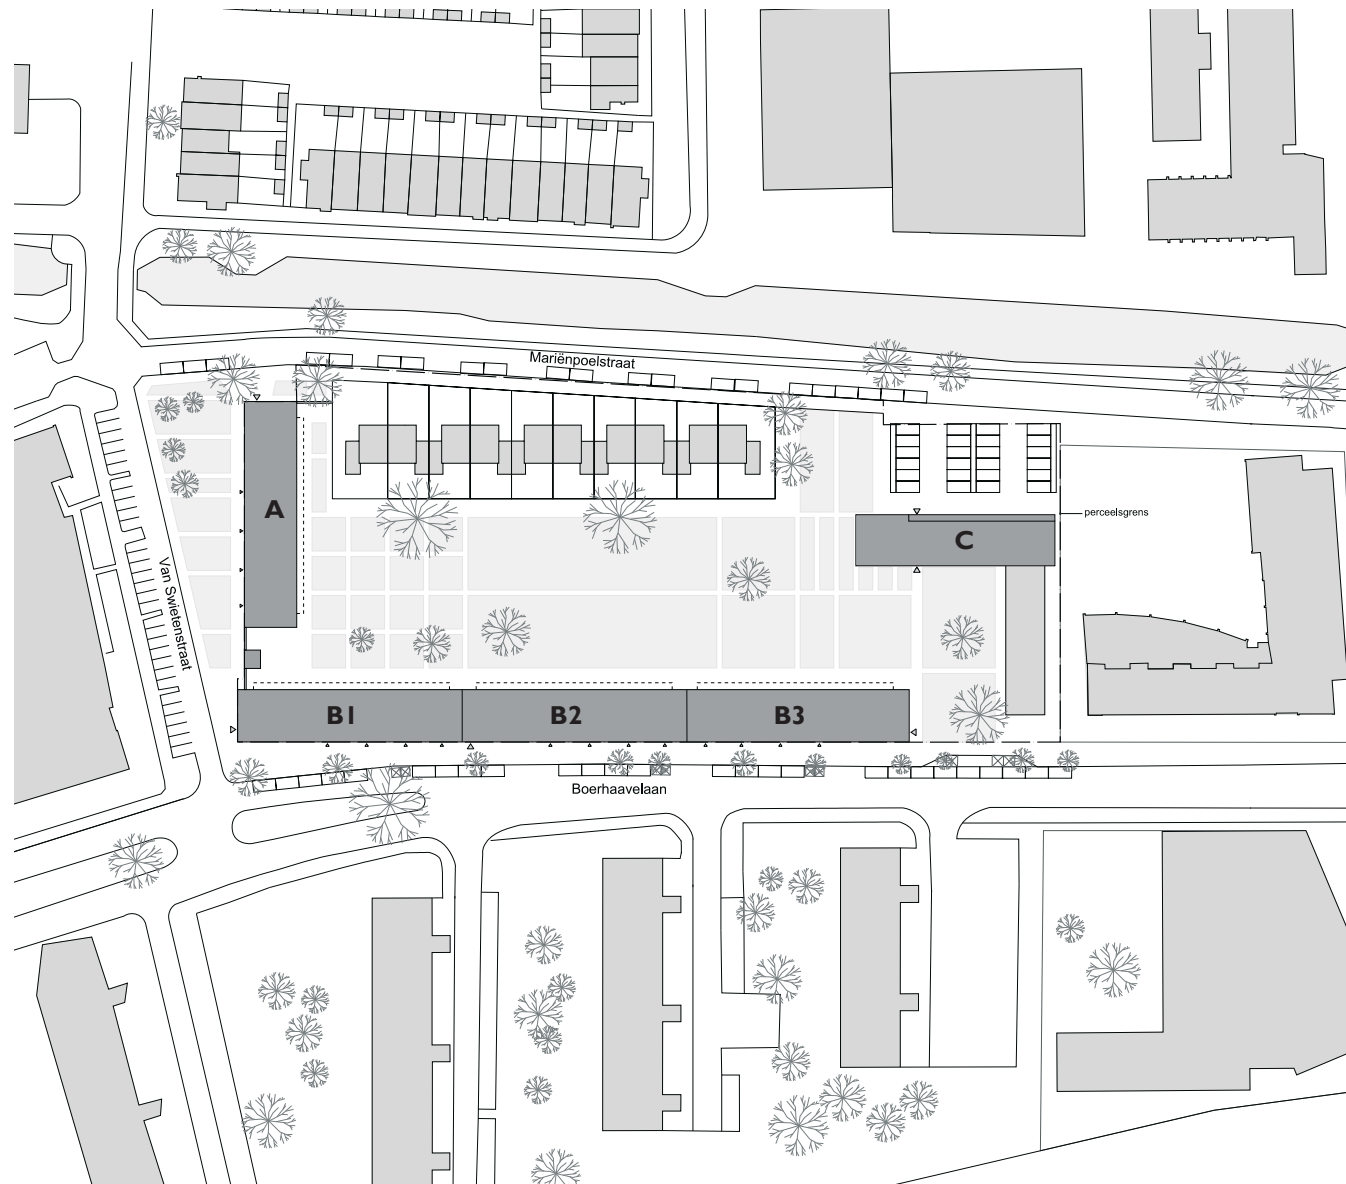 Mariënpoelstraat
A
perceelsgrens
C
Van Swietenstraat
B1
B2
B3
Boerhaavelaan